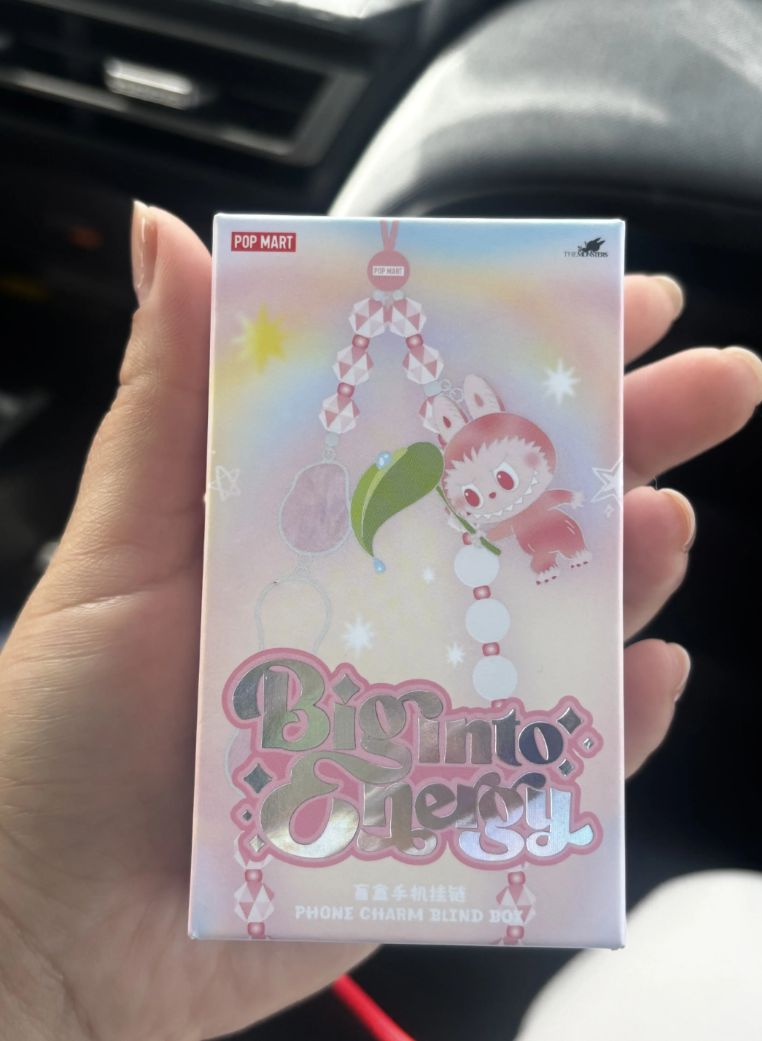 POP MART
THE MONSTERS
POP MART
Big into
Energy
盲盒手机挂链
PHONE CHARM BLIND BOX